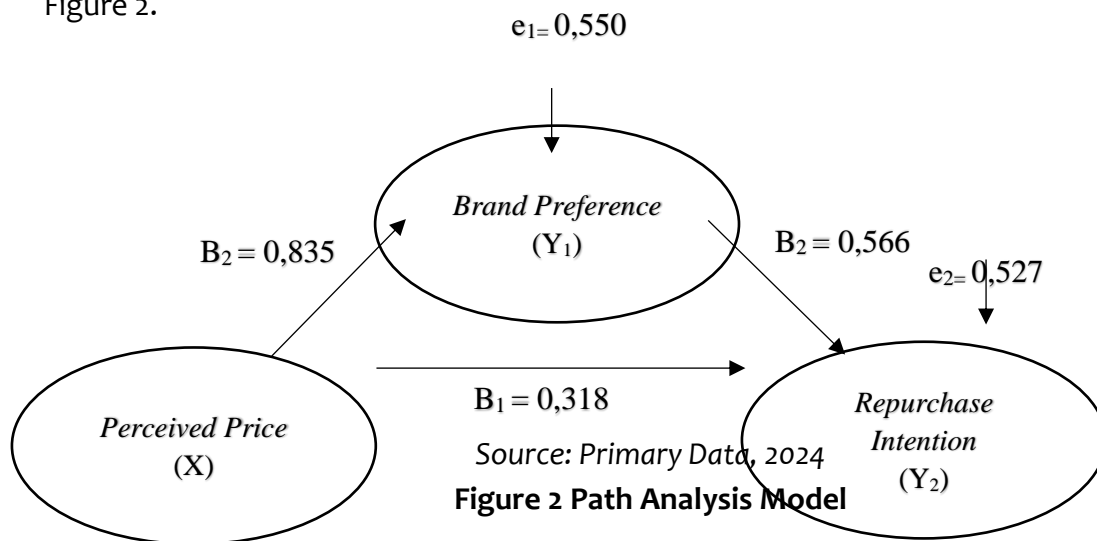 Figure 2.
e1= 0,550
Brand Preference
(Y1)
B2 = 0,835
B2 = 0,566
e2= 0,527
B1 = 0,318
Perceived Price
(X)
Repurchase
Intention
(Y2)
Source: Primary Data, 2024
Figure 2 Path Analysis Model